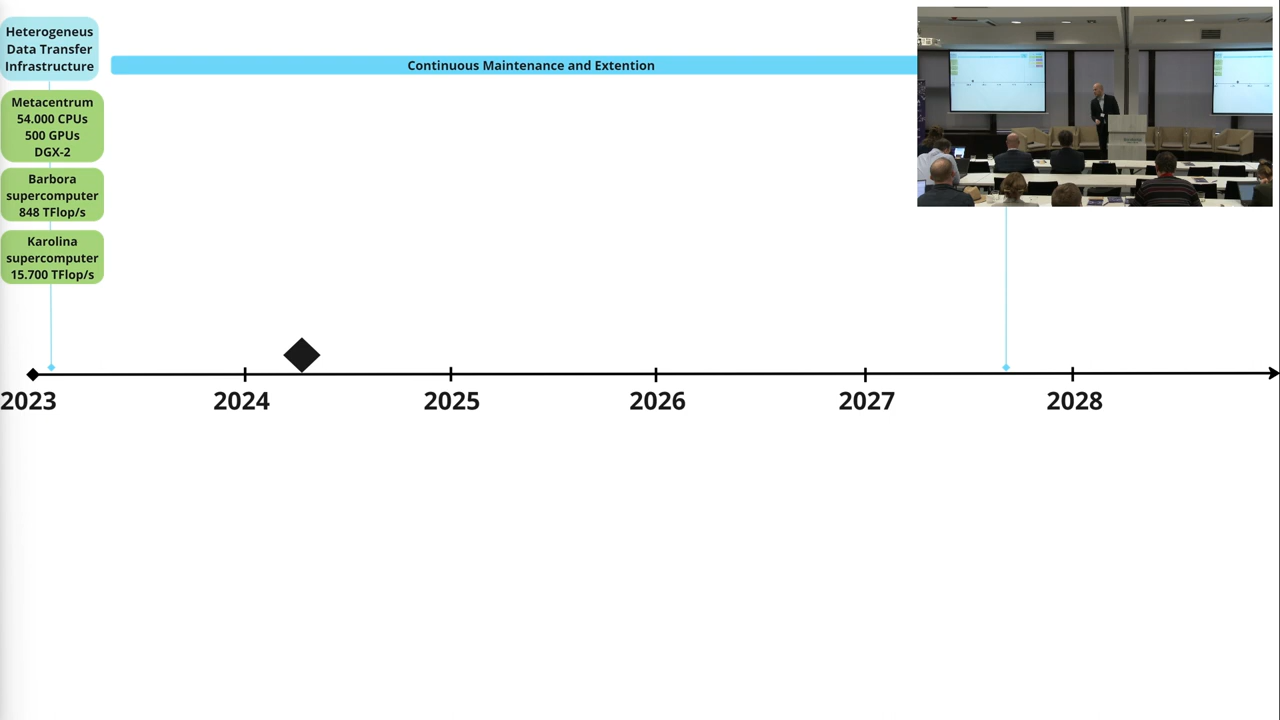 Heterogeneus
Data Transfer
Infrastructure
Continuous Maintenance and Extention
Metacentrum
54.000 CPUs
500 GPUs
DGX-2
Barbora
supercomputer
848 TFlop/s
Karolina
supercomputer
15.700 TFlop/s
2023
2024
2025
2026
2027
2028